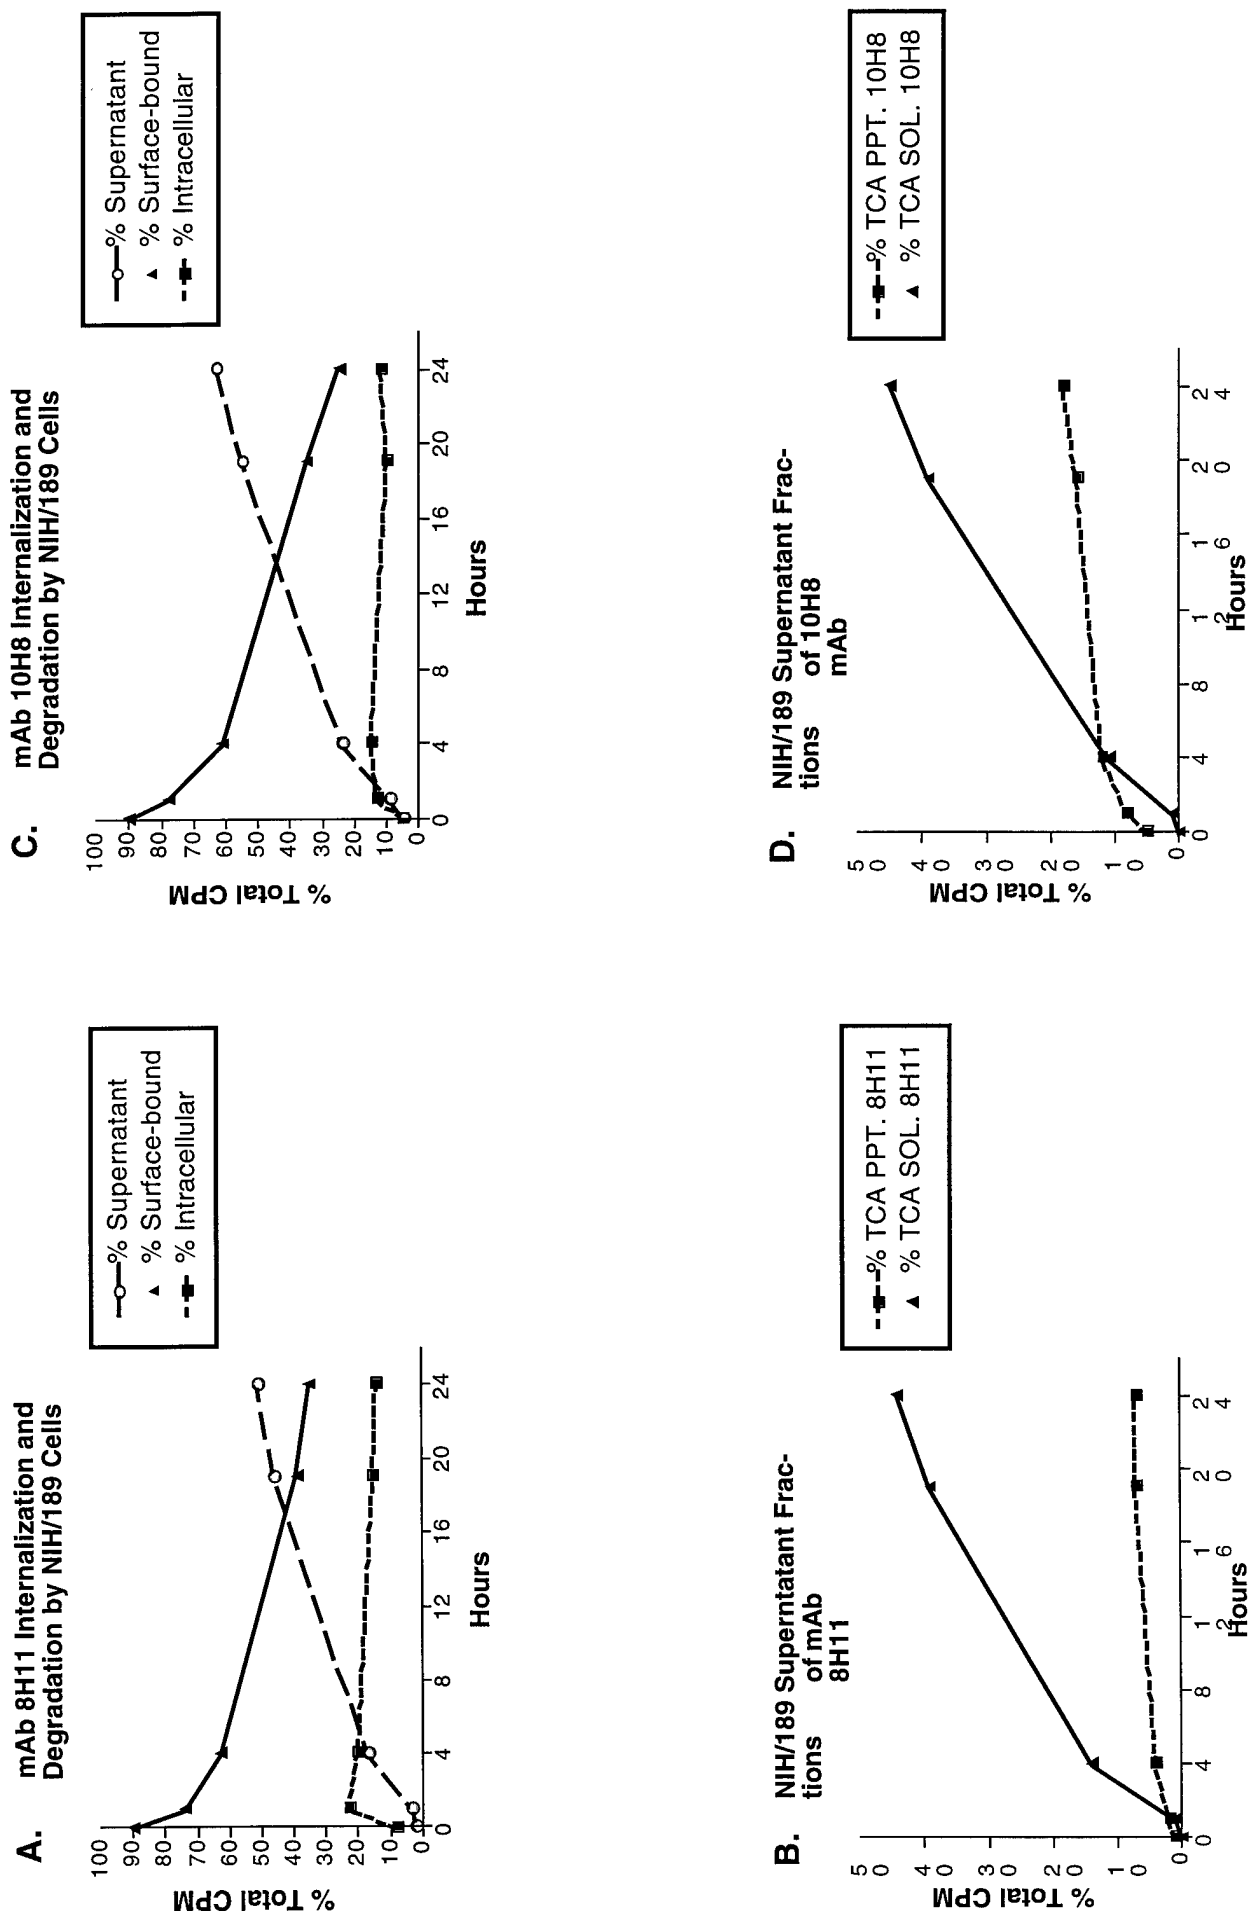 A.
mAb 8H11 Internalization and
Degradation by NIH/189 Cells
% Total CPM
100
90
80
70
60
50
40
30
20
10
0
0 4 8 12 16 20 24
Hours
% Supernatant
% Surface-bound
% Intracellular
B.
NIH/189 Superntatant Frac-
tions of mAb
8H11
% Total CPM
50
40
30
20
10
0
0 4 8 12 16 20 24
Hours
% TCA PPT. 8H11
% TCA SOL. 8H11
C.
mAb 10H8 Internalization and
Degradation by NIH/189 Cells
% Total CPM
100
90
80
70
60
50
40
30
20
10
0
0 4 8 12 16 20 24
Hours
% Supernatant
% Surface-bound
% Intracellular
D.
NIH/189 Supernatant Frac-
tions of 10H8
mAb
% Total CPM
50
40
30
20
10
0
0 4 8 12 16 20 24
Hours
% TCA PPT. 10H8
% TCA SOL. 10H8